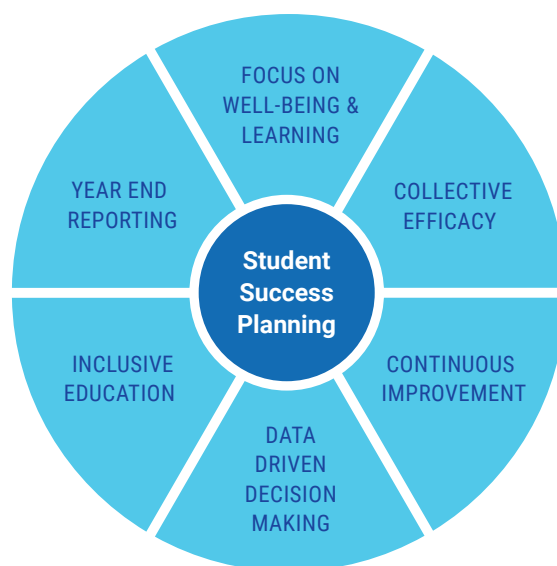 FOCUS ON
WELL-BEING &
LEARNING
COLLECTIVE
EFFICACY
CONTINUOUS
IMPROVEMENT
DATA
DRIVEN
DECISION
MAKING
INCLUSIVE
EDUCATION
YEAR END
REPORTING
Student
Success
Planning